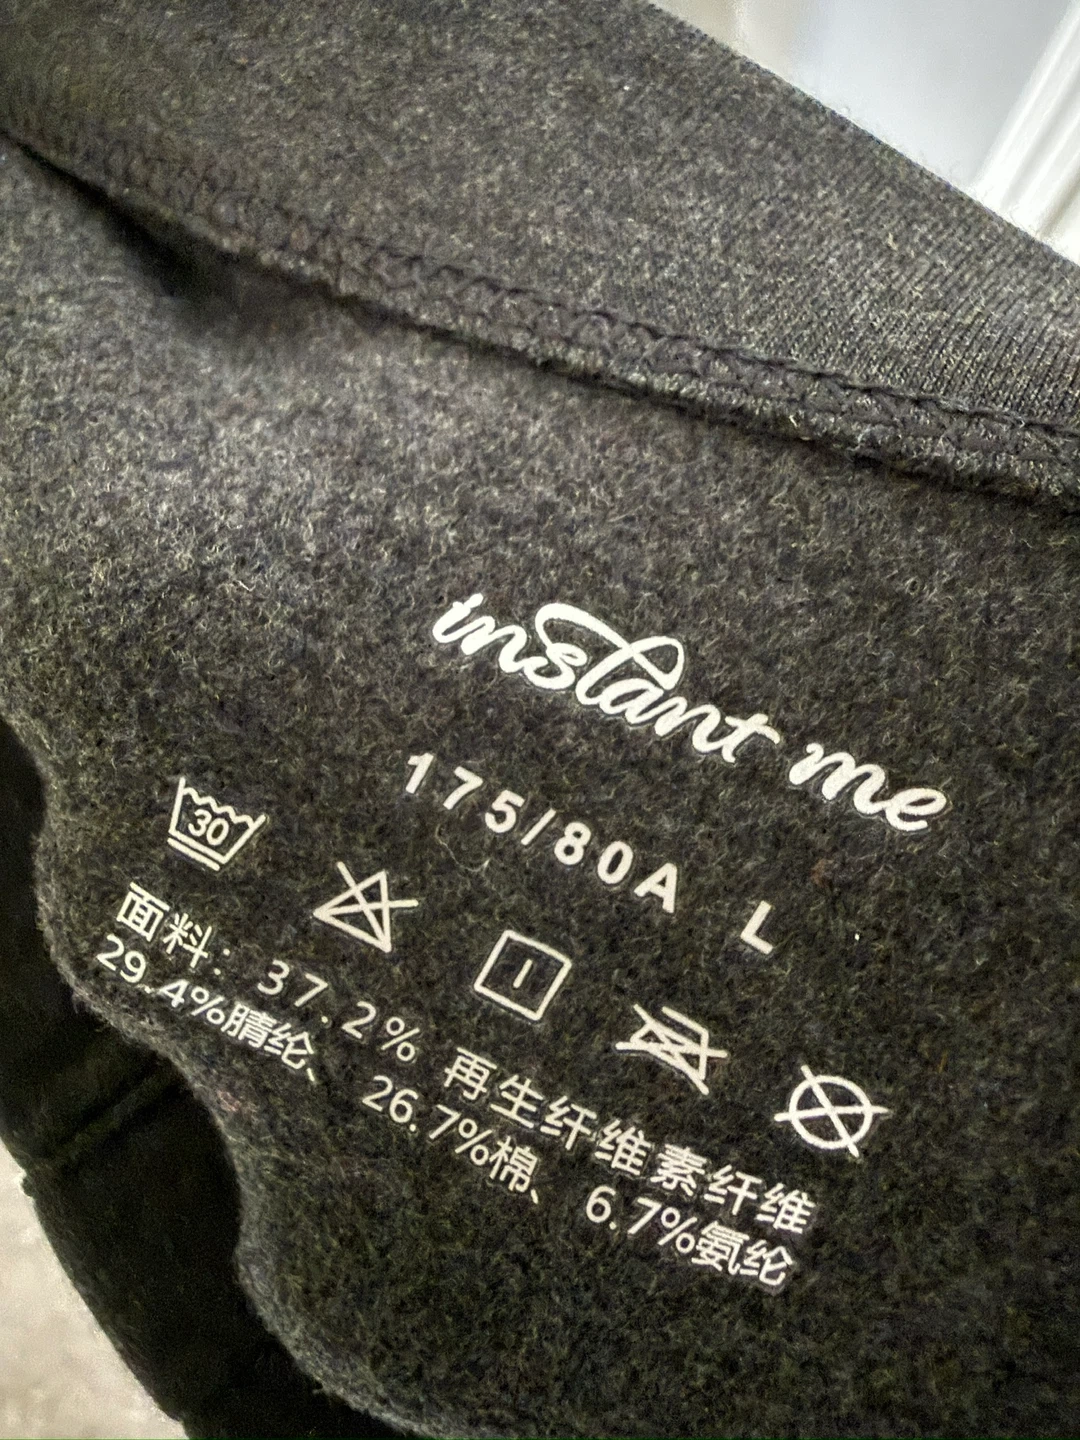 instant me
175/80A L
30
面料: 37.2% 再生纤维素纤维
29.4%腈纶、 26.7%棉、 6.7%氨纶